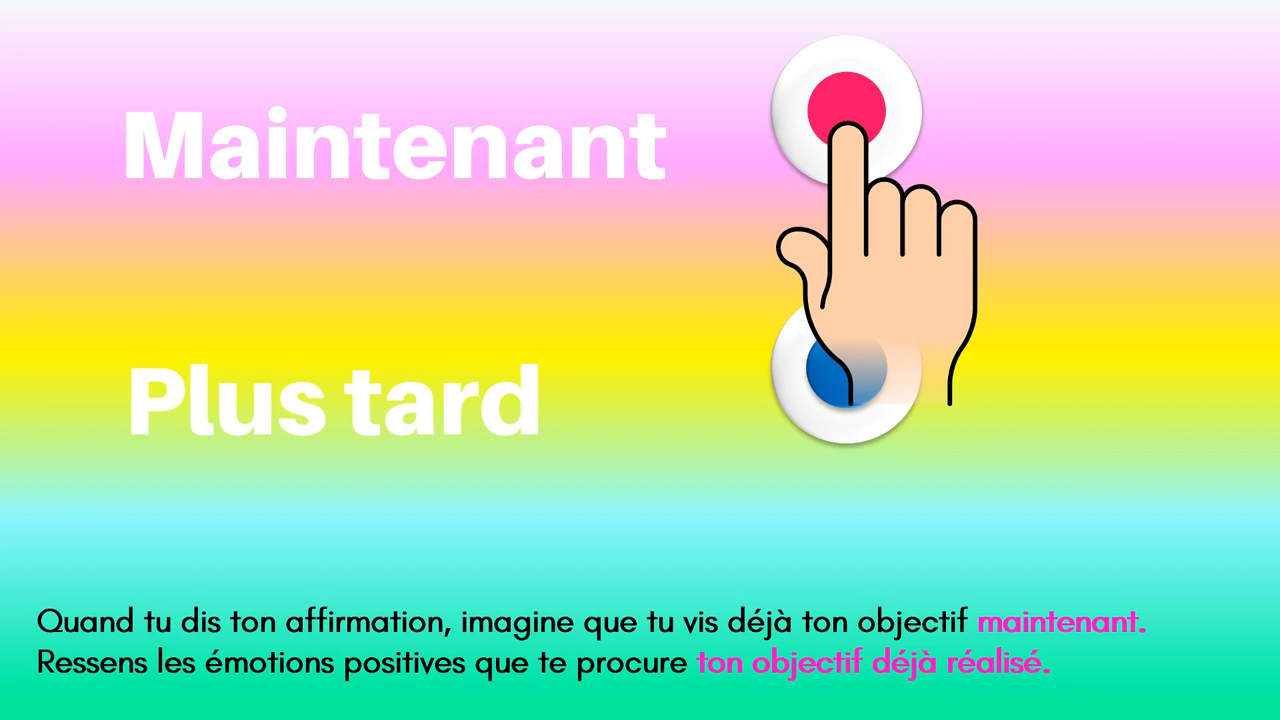 Maintenant
Plus tard
Quand tu dis ton affirmation, imagine que tu vis déjà ton objectif maintenant.
Ressens les émotions positives que te procure ton objectif déjà réalisé.